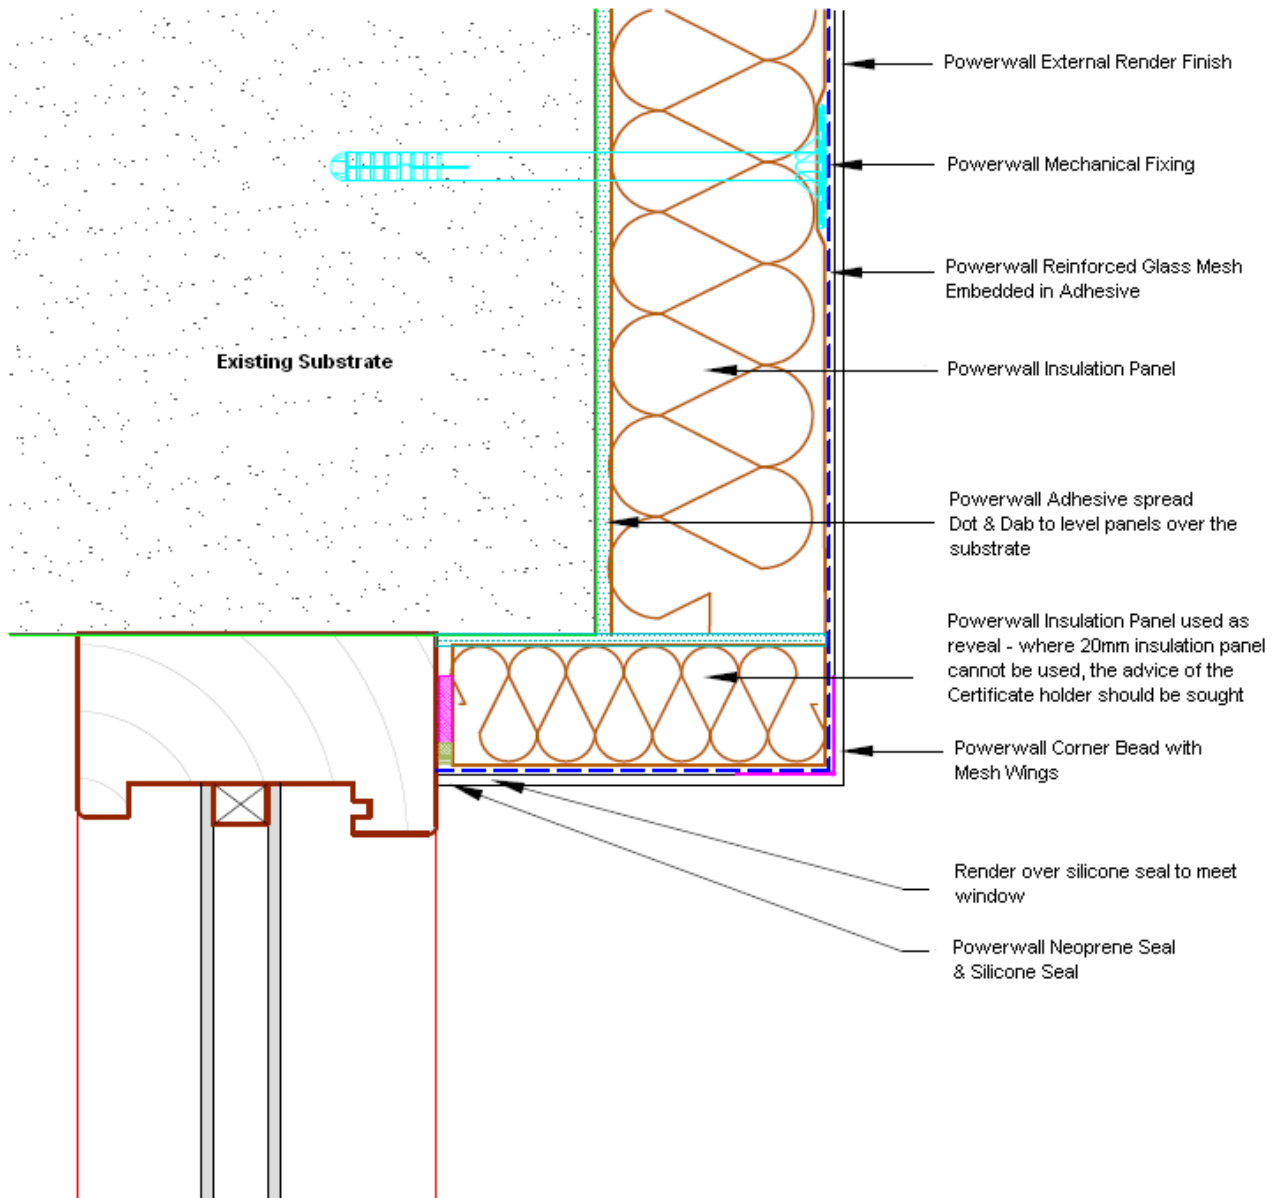 Powerwall External Render Finish
Powerwall Mechanical Fixing
Powerwall Reinforced Glass Mesh
Embedded in Adhesive
Existing Substrate
Powerwall Insulation Panel
Powerwall Adhesive spread
Dot & Dab to level panels over the
substrate
Powerwall Insulation Panel used as
reveal - where 20mm insulation panel
cannot be used, the advice of the
Certificate holder should be sought
Powerwall Corner Bead with
Mesh Wings
Render over silicone seal to meet
window
Powerwall Neoprene Seal
& Silicone Seal